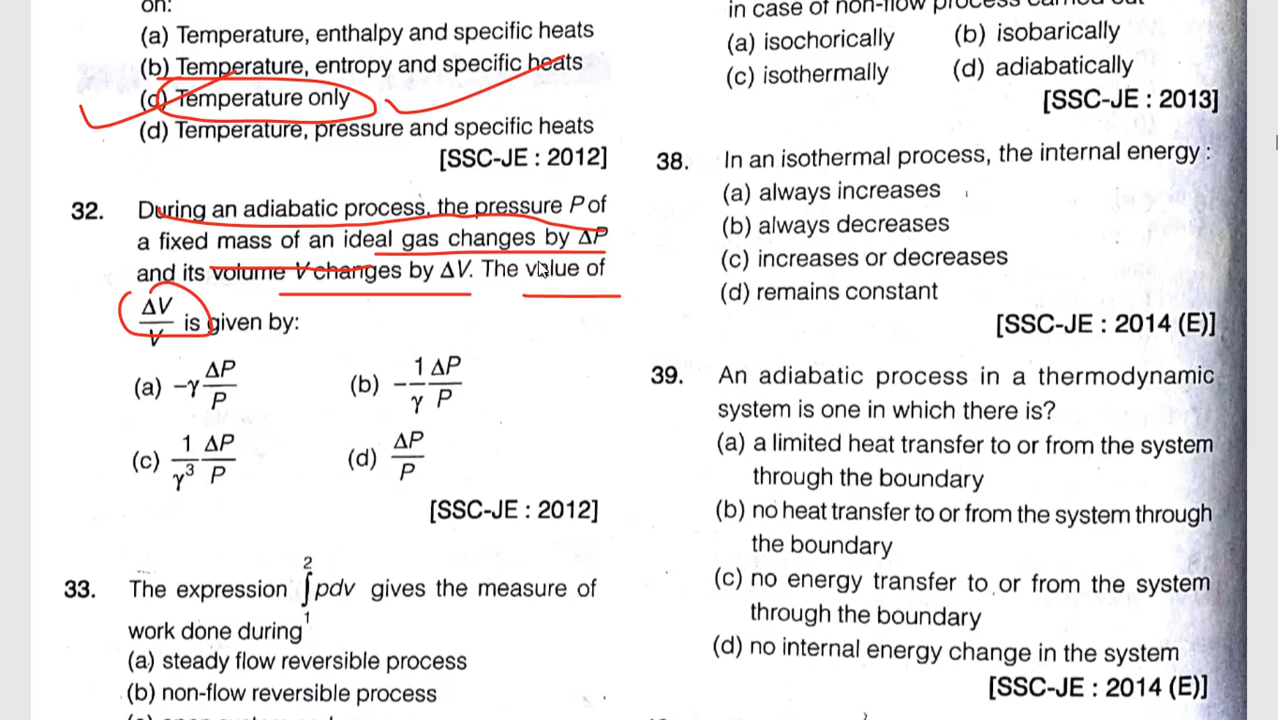 on:
(a) Temperature, enthalpy and specific heats
(b) Temperature, entropy and specific heats
(c) Temperature only
(d) Temperature, pressure and specific heats
[SSC-JE : 2012]
32. During an adiabatic process, the pressure P of
a fixed mass of an ideal gas changes by ΔP
and its volume V changes by ΔV. The value of
ΔV/V is given by:
(a) −γ ΔP/P (b) −1/γ ΔP/P
(c) 1/γ³ ΔP/P (d) ΔP/P
[SSC-JE : 2012]
33. The expression ∫₁² pdv gives the measure of
work done during
(a) steady flow reversible process
(b) non-flow reversible process
in case of non-flow process carried out
(a) isochorically (b) isobarically
(c) isothermally (d) adiabatically
[SSC-JE : 2013]
38. In an isothermal process, the internal energy :
(a) always increases
(b) always decreases
(c) increases or decreases
(d) remains constant
[SSC-JE : 2014 (E)]
39. An adiabatic process in a thermodynamic
system is one in which there is?
(a) a limited heat transfer to or from the system
through the boundary
(b) no heat transfer to or from the system through
the boundary
(c) no energy transfer to or from the system
through the boundary
(d) no internal energy change in the system
[SSC-JE : 2014 (E)]